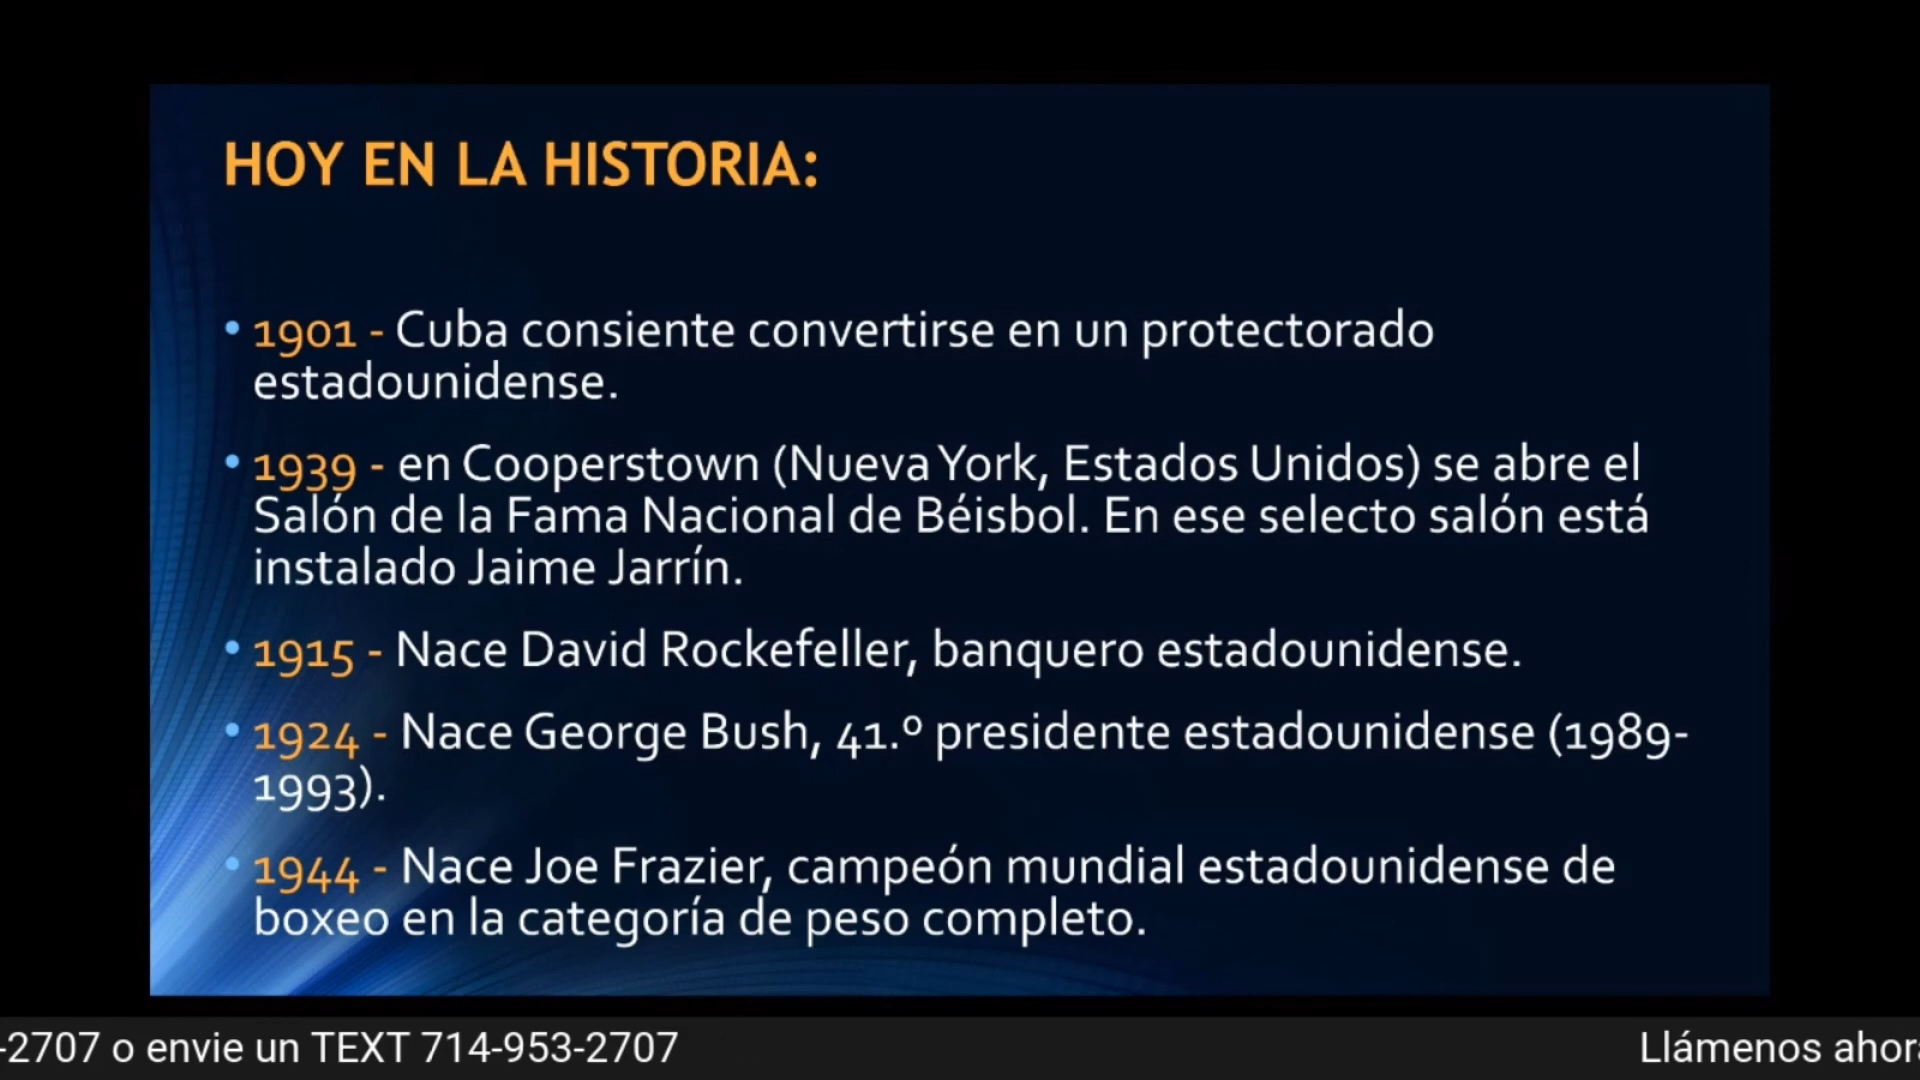 HOY EN LA HISTORIA:
• 1901 - Cuba consiente convertirse en un protectorado
estadounidense.
• 1939 - en Cooperstown (Nueva York, Estados Unidos) se abre el
Salón de la Fama Nacional de Béisbol. En ese selecto salón está
instalado Jaime Jarrín.
• 1915 - Nace David Rockefeller, banquero estadounidense.
• 1924 - Nace George Bush, 41.º presidente estadounidense (1989-
1993).
• 1944 - Nace Joe Frazier, campeón mundial estadounidense de
boxeo en la categoría de peso completo.
-2707 o envie un TEXT 714-953-2707 Llámenos ahora